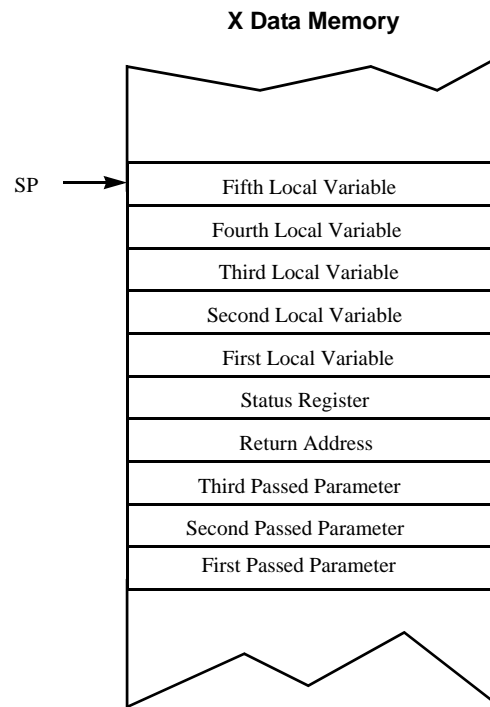 X Data Memory
SP
Fifth Local Variable
Fourth Local Variable
Third Local Variable
Second Local Variable
First Local Variable
Status Register
Return Address
Third Passed Parameter
Second Passed Parameter
First Passed Parameter